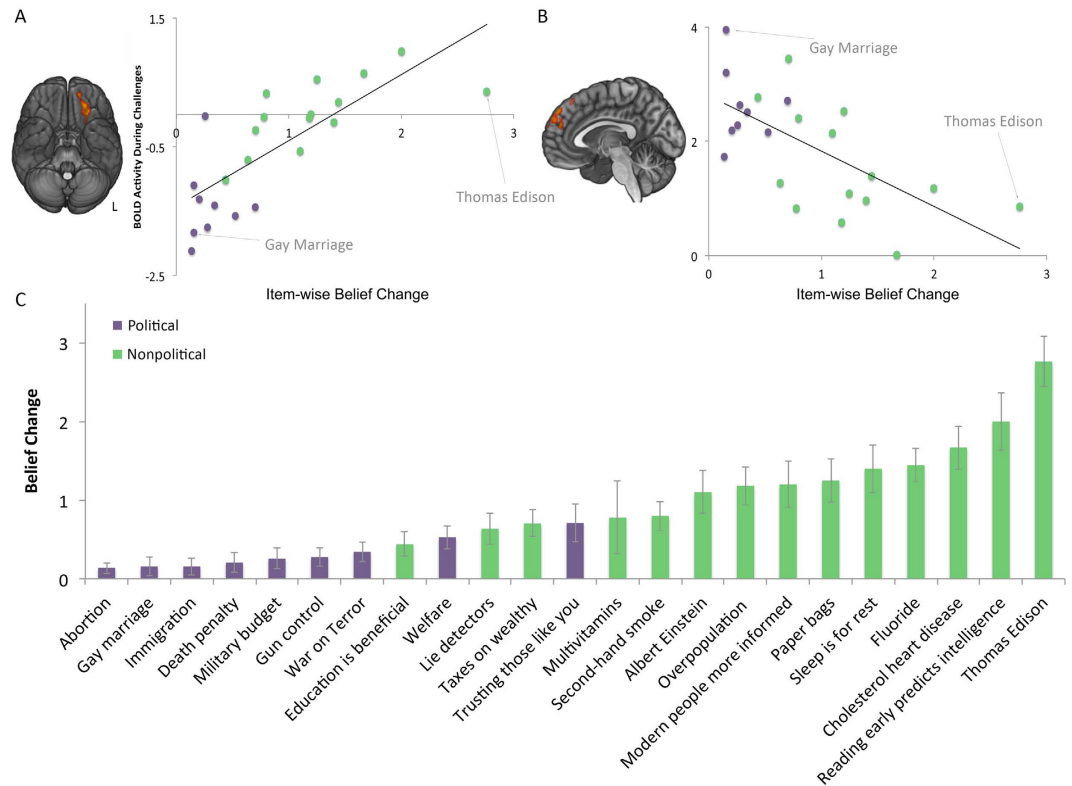 A
1.5
BOLD Activity During Challenges
0
1
2
3
-0.5
Thomas Edison
L
Gay Marriage
-2.5
Item-wise Belief Change
B
4
Gay Marriage
Thomas Edison
2
0
0
1
2
3
Item-wise Belief Change
C
Political
Nonpolitical
3
2
1
0
Belief Change
Abortion
Gay marriage
Immigration
Death penalty
Military budget
Gun control
War on Terror
Education is beneficial
Welfare
Lie detectors
Taxes on wealthy
Trusting those like you
Multivitamins
Second-hand smoke
Albert Einstein
Overpopulation
Modern people more informed
Paper bags
Sleep is for rest
Fluoride
Cholesterol heart disease
Reading early predicts intelligence
Thomas Edison